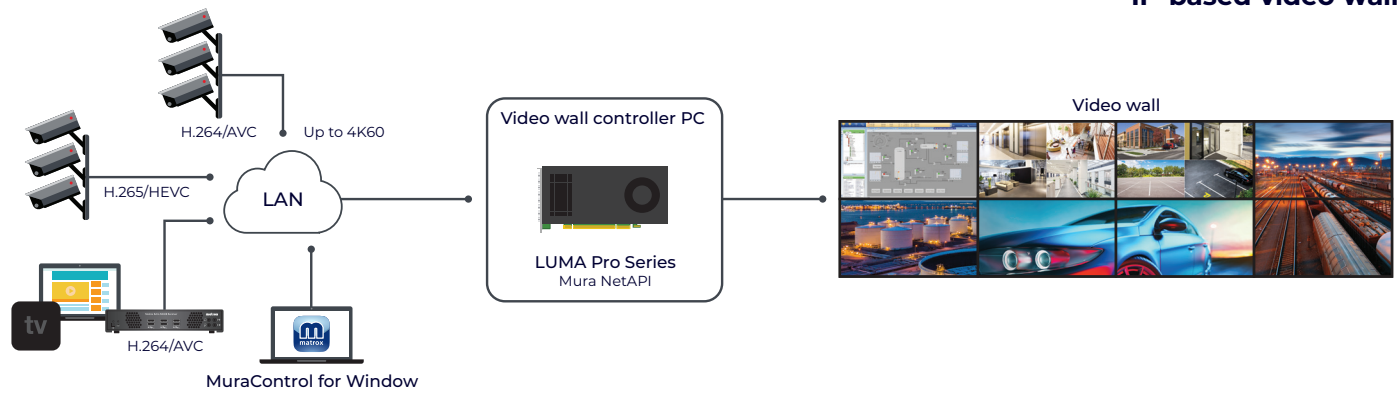 IP based video wall
H.264/AVC
Up to 4K60
H.265/HEVC
LAN
tv
H.264/AVC
matrox
MuraControl for Window
Video wall controller PC
LUMA Pro Series
Mura NetAPI
Video wall